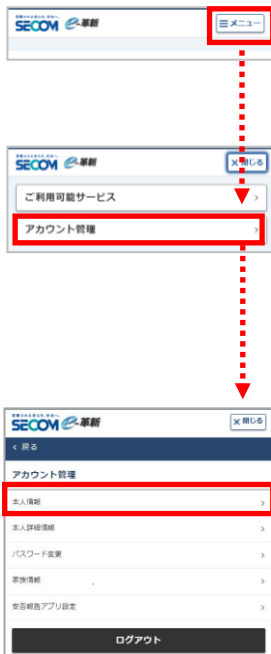 SECOM e-革新
メニュー
SECOM e-革新
× 閉じる
ご利用可能サービス
アカウント管理
SECOM e-革新
× 閉じる
< 戻る
アカウント管理
本人情報
本人詳細情報
パスワード変更
家族情報
安否報告アプリ設定
ログアウト